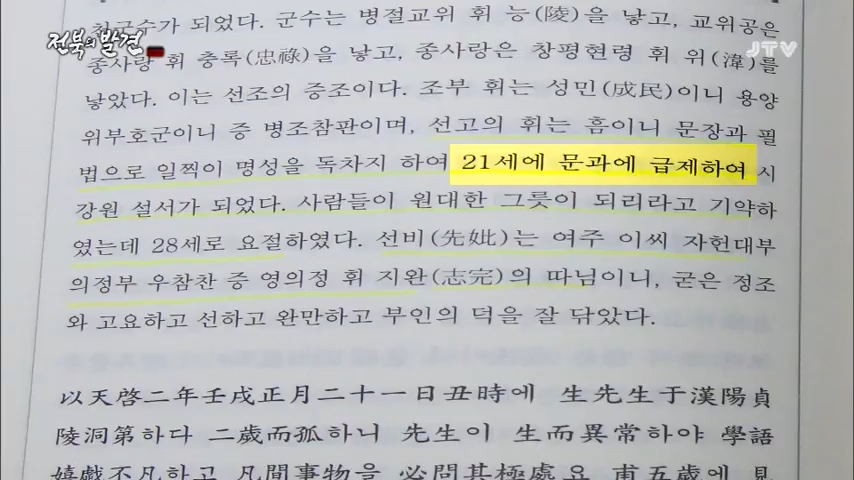 전북의 발견
JTV
천군수가 되었다. 군수는 병절교위 휘 능(陵)을 낳고, 교위공은
종사랑 휘 충록(忠祿)을 낳고, 종사랑은 창평현령 휘 위(湋)를
낳았다. 이는 선조의 증조이다. 조부 휘는 성민(成民)이니 용양
위부호군이니 증 병조참판이며, 선고의 휘는 흠이니 문장과 필
법으로 일찍이 명성을 독차지 하여 21세에 문과에 급제하여 시
강원 설서가 되었다. 사람들이 원대한 그릇이 되리라고 기약하
였는데 28세로 요절하였다. 선비(先妣)는 여주 이씨 자헌대부
의정부 우참찬 증 영의정 휘 지완(志完)의 따님이니, 굳은 정조
와 고요하고 선하고 완만하고 부인의 덕을 잘 닦았다.
以天啓二年壬戌正月二十一日丑時에 生先生于漢陽貞
陵洞第하다 二歲而孤하니 先生이 生而異常하야 學語
嬉戲不凡하고 凡間事物을 必問其極處요 甫五歲에 見